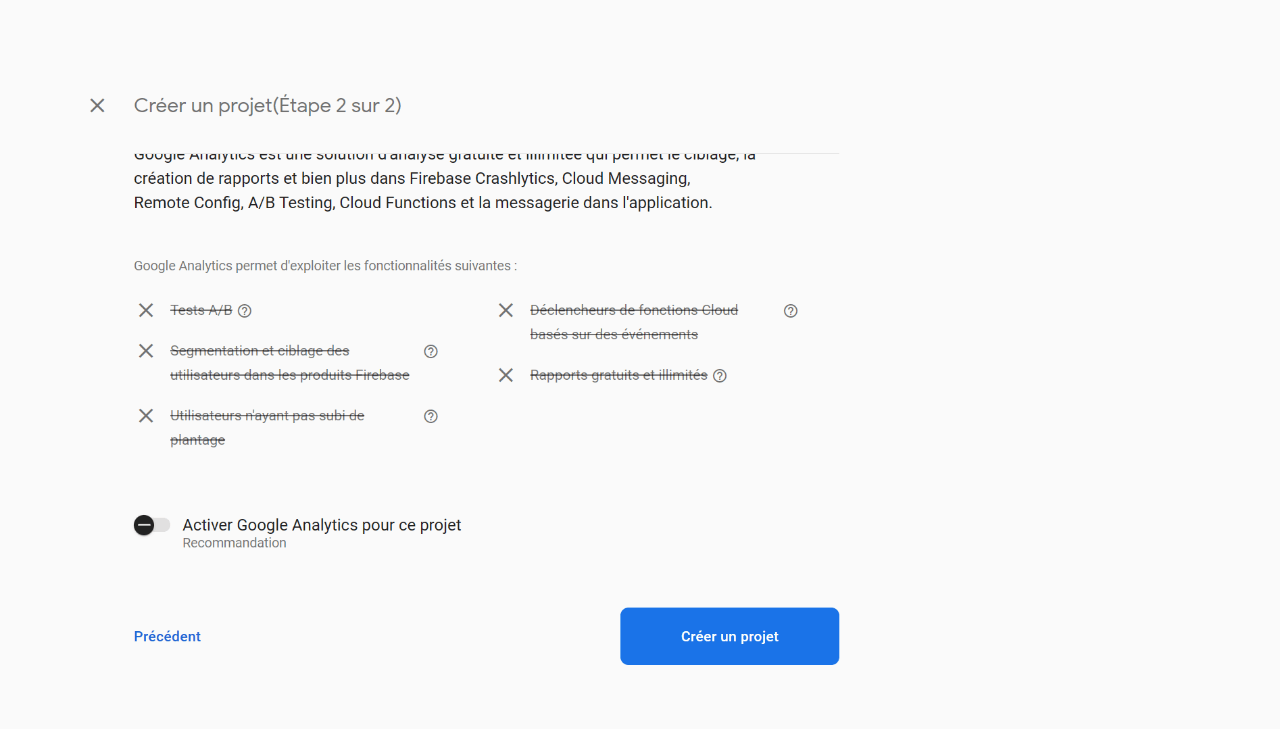 Créer un projet(Étape 2 sur 2)
Google Analytics est une solution d'analyse gratuite et illimitée qui permet le ciblage, la
création de rapports et bien plus dans Firebase Crashlytics, Cloud Messaging,
Remote Config, A/B Testing, Cloud Functions et la messagerie dans l'application.
Google Analytics permet d'exploiter les fonctionnalités suivantes :
Tests A/B
Segmentation et ciblage des
utilisateurs dans les produits Firebase
Utilisateurs n'ayant pas subi de
plantage
Déclencheurs de fonctions Cloud
basés sur des événements
Rapports gratuits et illimités
Activer Google Analytics pour ce projet
Recommandation
Précédent
Créer un projet